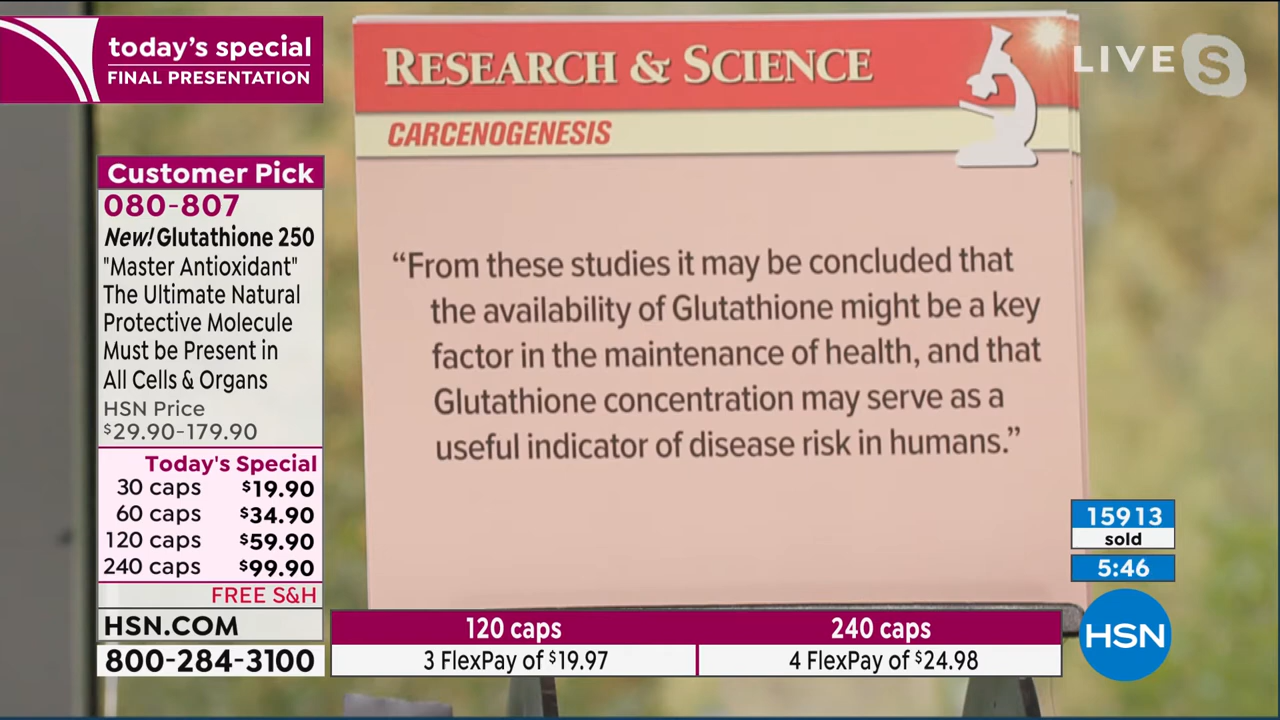 today's special
FINAL PRESENTATION
Customer Pick
080-807
New! Glutathione 250
"Master Antioxidant"
The Ultimate Natural
Protective Molecule
Must be Present in
All Cells & Organs
HSN Price
$29.90-179.90
Today's Special
30 caps $19.90
60 caps $34.90
120 caps $59.90
240 caps $99.90
FREE S&H
HSN.COM
800-284-3100
RESEARCH & SCIENCE
CARCENOGENESIS
“From these studies it may be concluded that
the availability of Glutathione might be a key
factor in the maintenance of health, and that
Glutathione concentration may serve as a
useful indicator of disease risk in humans.”
LIVE S
15913
sold
5:46
HSN
120 caps 240 caps
3 FlexPay of $19.97 4 FlexPay of $24.98